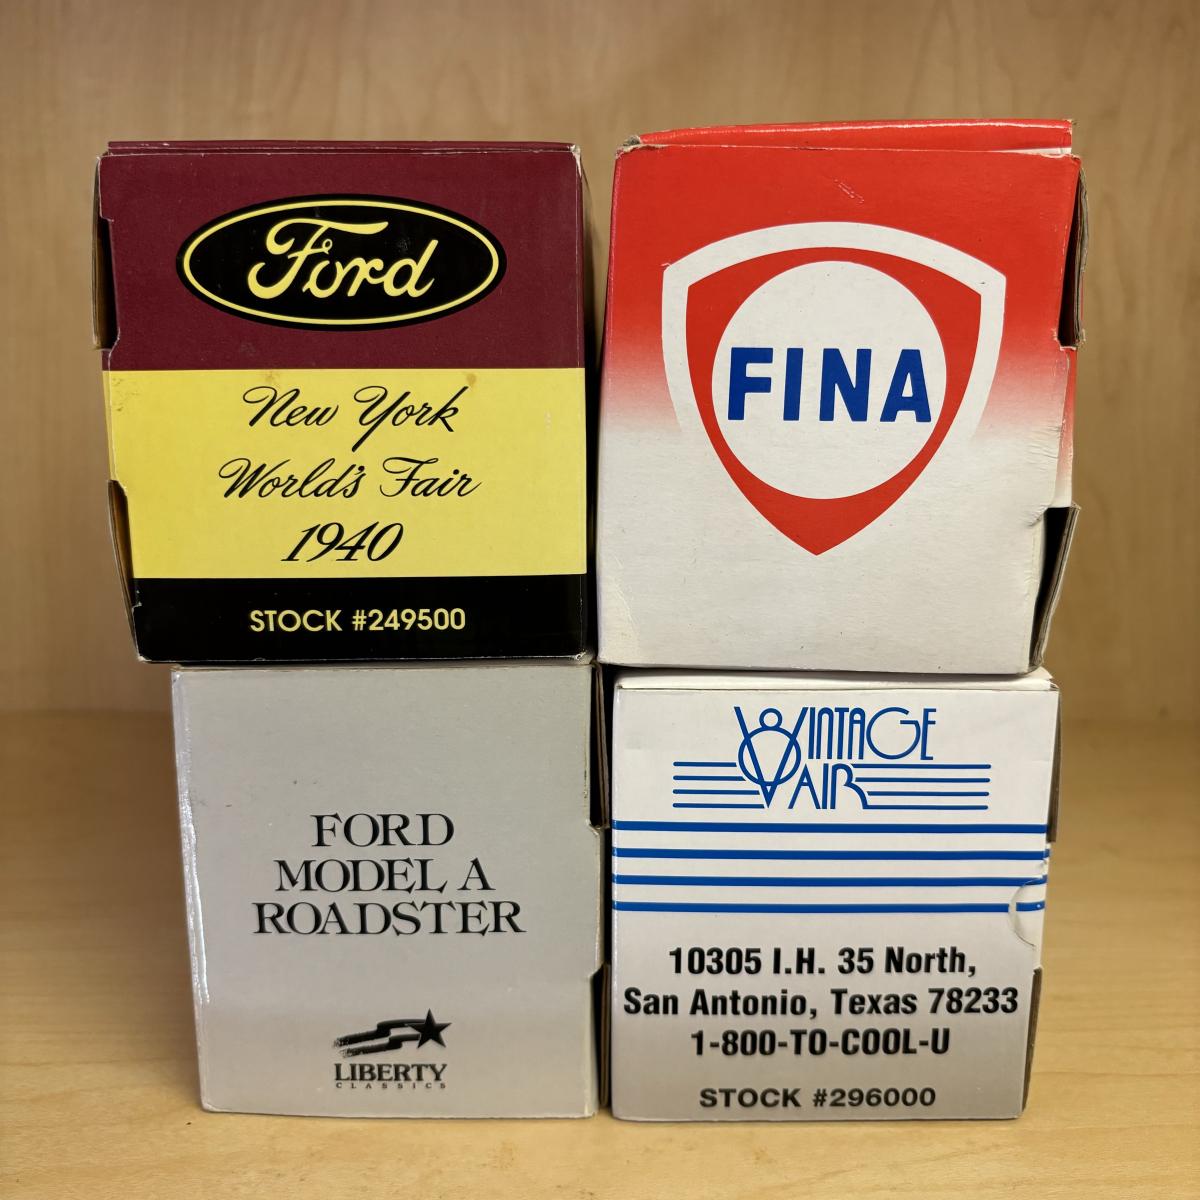 Ford
New York
World's Fair
1940
STOCK #249500
FINA
FORD
MODEL A
ROADSTER
LIBERTY
CLASSICS
VINTAGE
AIR
10305 I.H. 35 North,
San Antonio, Texas 78233
1-800-TO-COOL-U
STOCK #296000